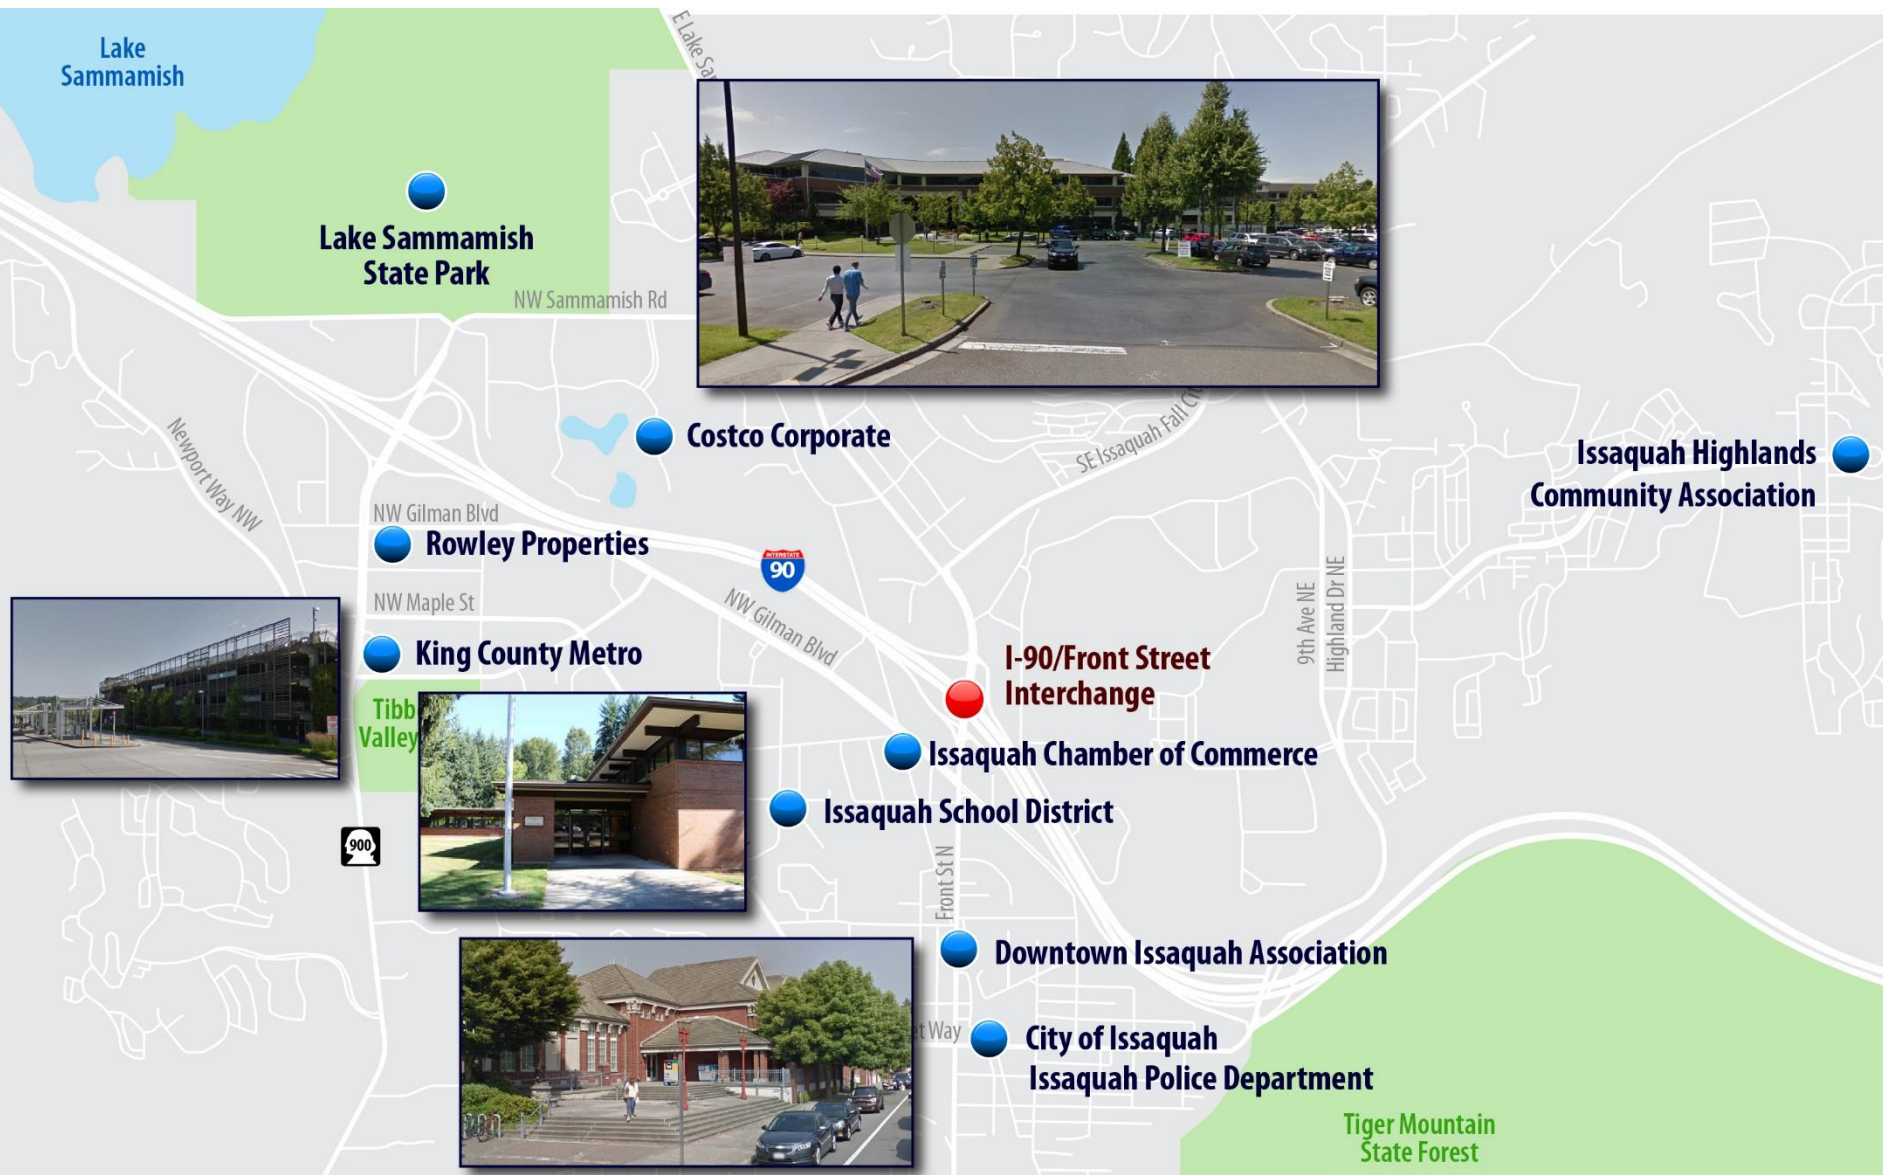 Lake
Sammamish
E Lake Sa
Lake Sammamish
State Park
NW Sammamish Rd
Newport Way NW
Costco Corporate
SE Issaquah Fall Cit
Issaquah Highlands
Community Association
NW Gilman Blvd
Rowley Properties
INTERSTATE
90
NW Maple St
NW Gilman Blvd
9th Ave NE
Highland Dr NE
King County Metro
I-90/Front Street
Interchange
Tibb
Valley
Issaquah Chamber of Commerce
Issaquah School District
900
Front St N
Downtown Issaquah Association
et Way
City of Issaquah
Issaquah Police Department
Tiger Mountain
State Forest